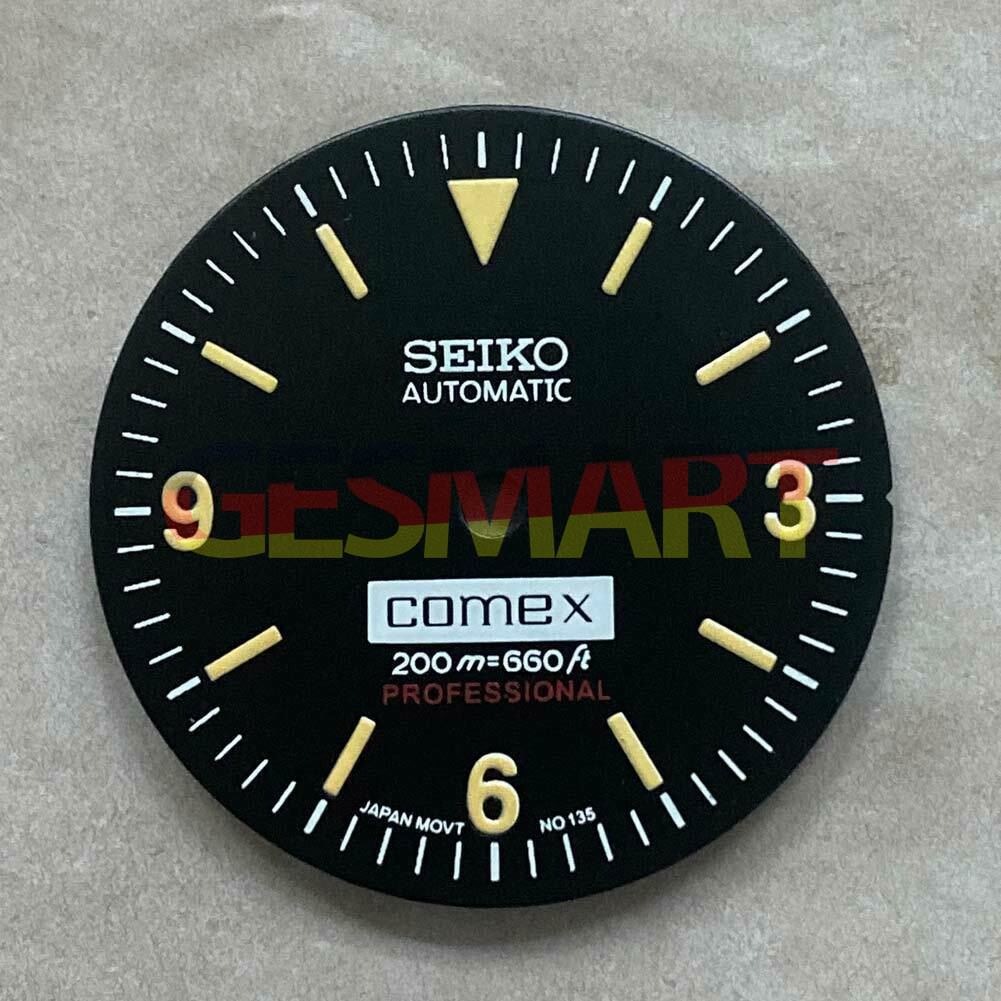 SEIKO
AUTOMATIC
GESMART
9
3
comex
200 m=660 ft
PROFESSIONAL
6
JAPAN MOVT
NO 135